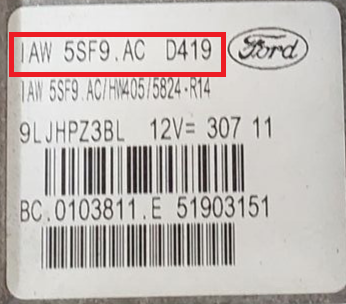 IAW 5SF9.AC D419
Ford
IAW 5SF9.AC/HW405/5824-R14
9LJHPZ3BL 12V= 307 11
BC.0103811.E 51903151